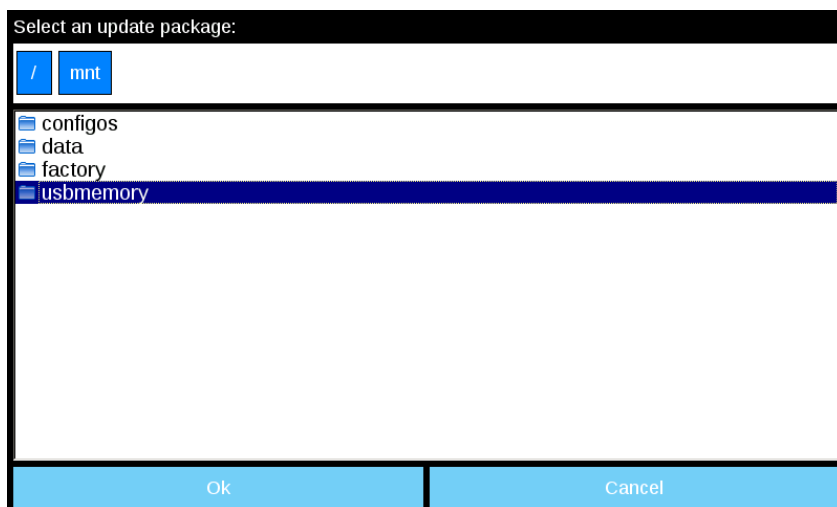 Select an update package:
/ mnt
configos
data
factory
usbmemory
Ok Cancel